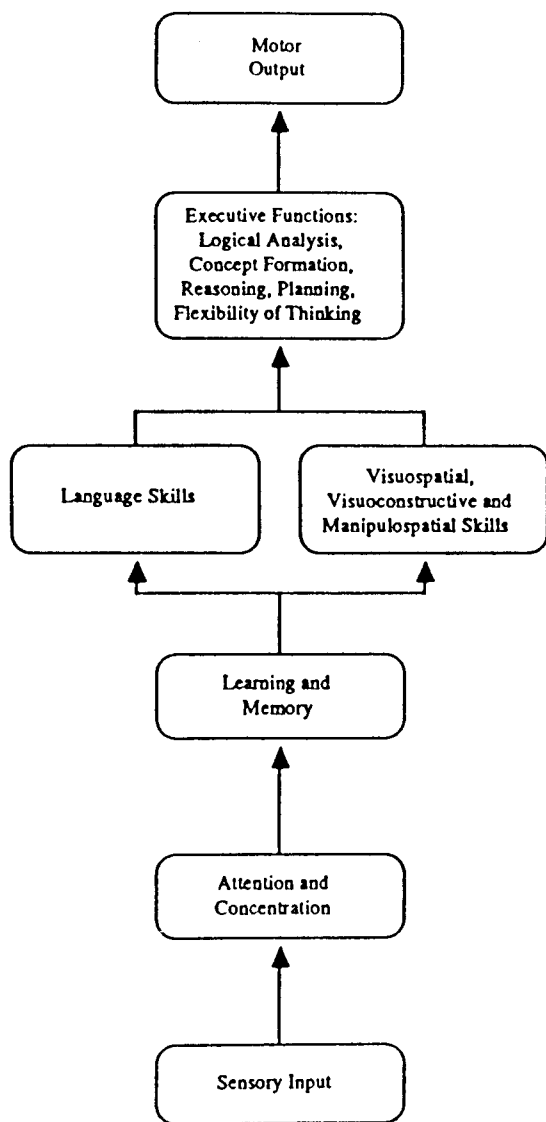 Motor
Output
Executive Functions:
Logical Analysis,
Concept Formation,
Reasoning, Planning,
Flexibility of Thinking
Language Skills
Visuospatial,
Visuoconstructive and
Manipulospatial Skills
Learning and
Memory
Attention and
Concentration
Sensory Input